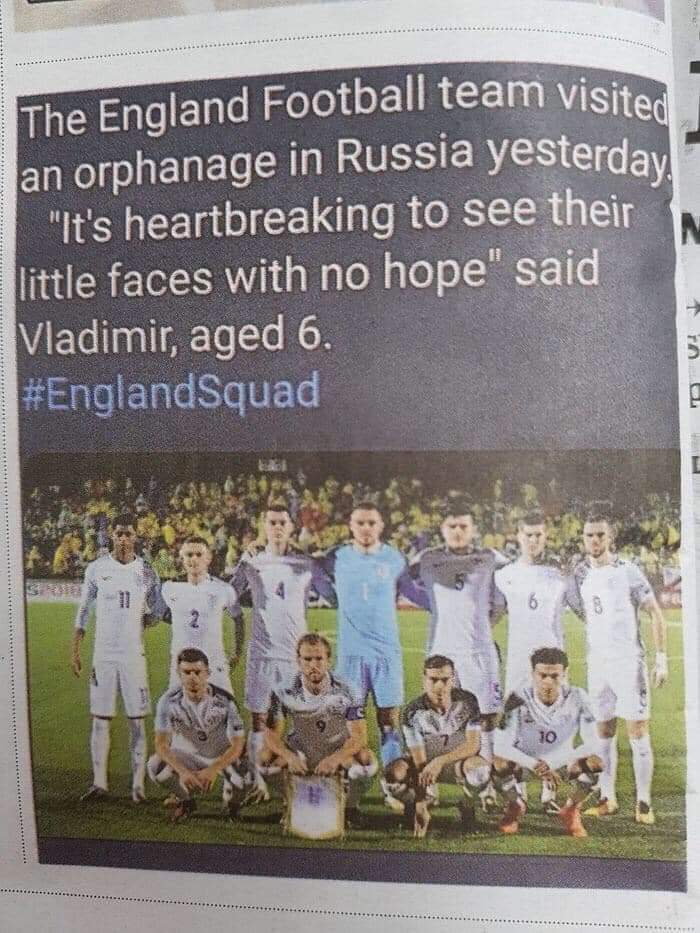 The England Football team visited
an orphanage in Russia yesterday.
"It's heartbreaking to see their
little faces with no hope" said
Vladimir, aged 6.
#EnglandSquad
11
2
4
1
5
6
8
3
9
7
10